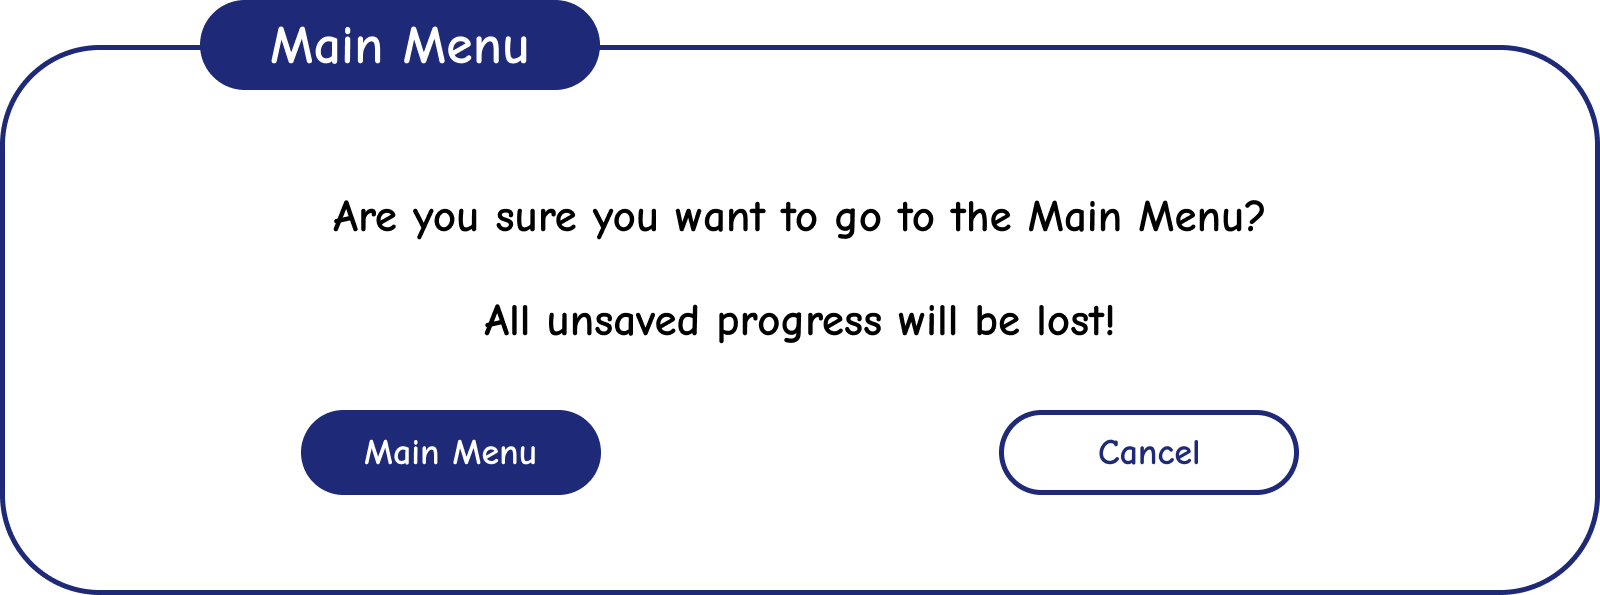 Main Menu
Are you sure you want to go to the Main Menu?
All unsaved progress will be lost!
Main Menu
Cancel